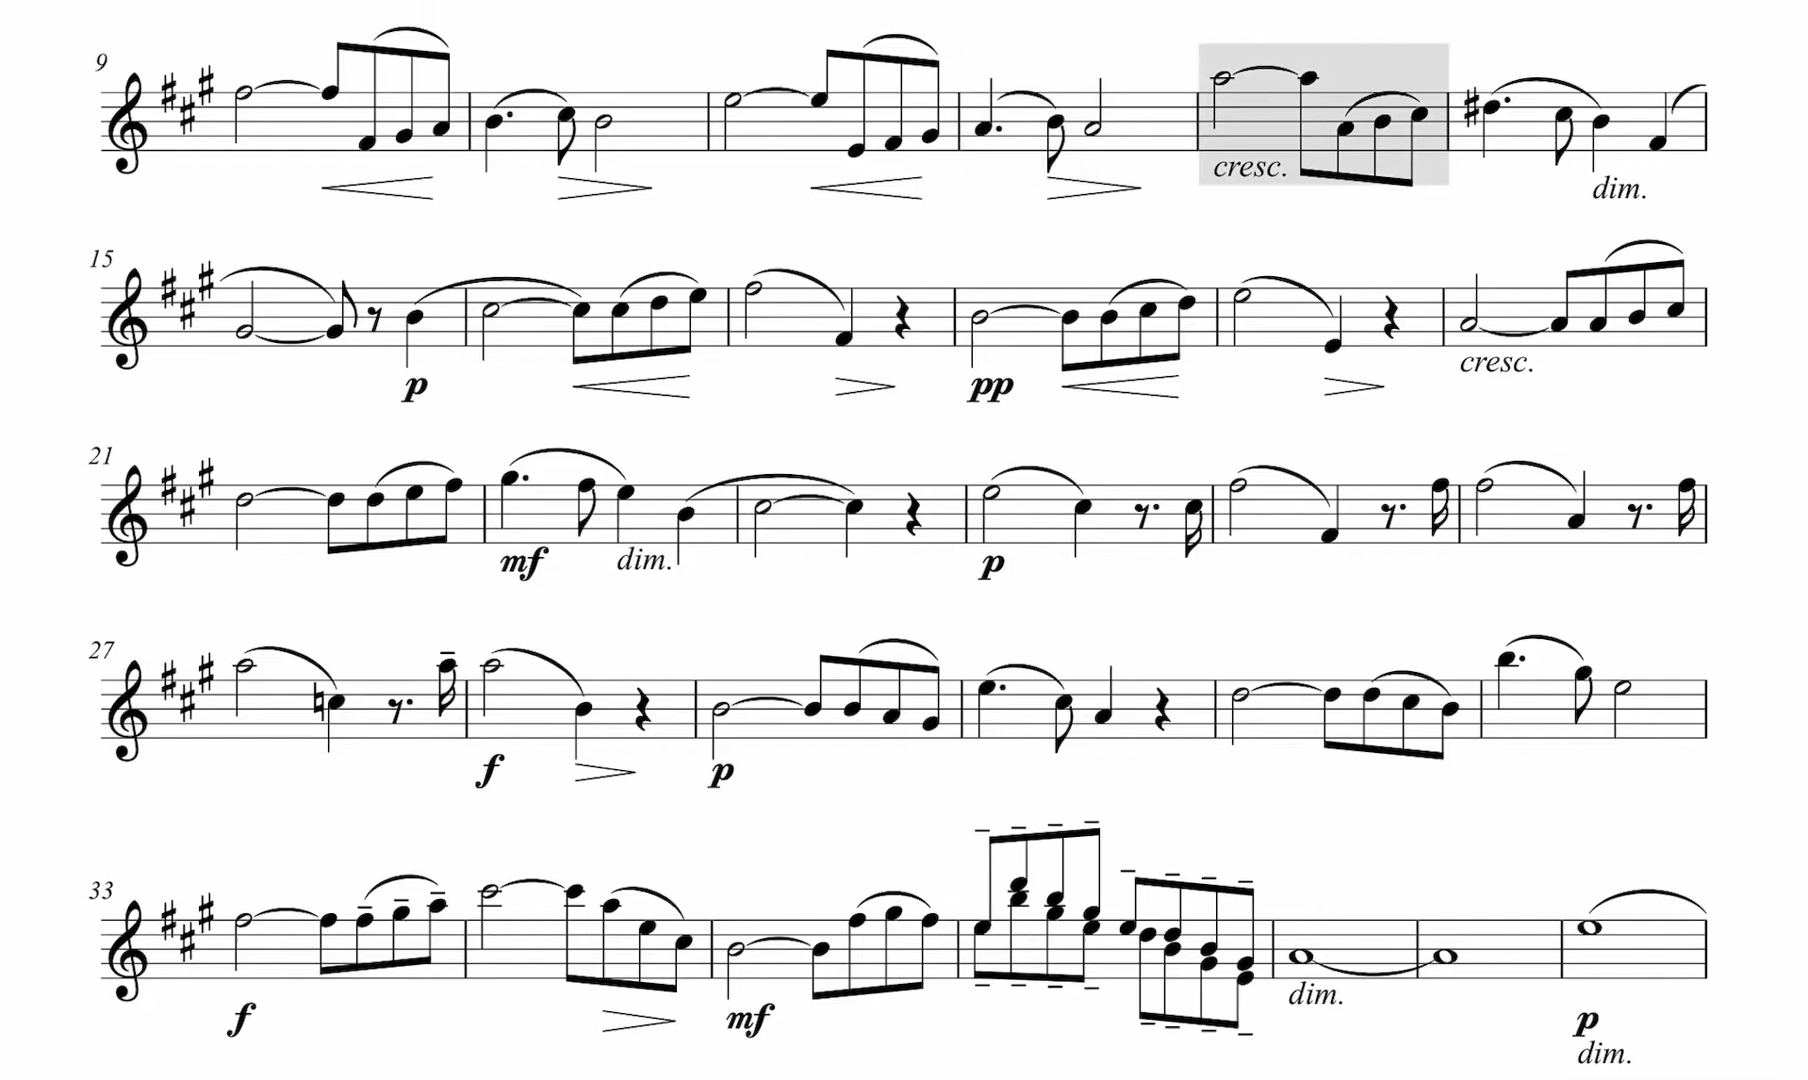 9
cresc.
dim.
15
p
pp
cresc.
21
mf
dim.
p
27
f
p
33
f
mf
dim.
p
dim.